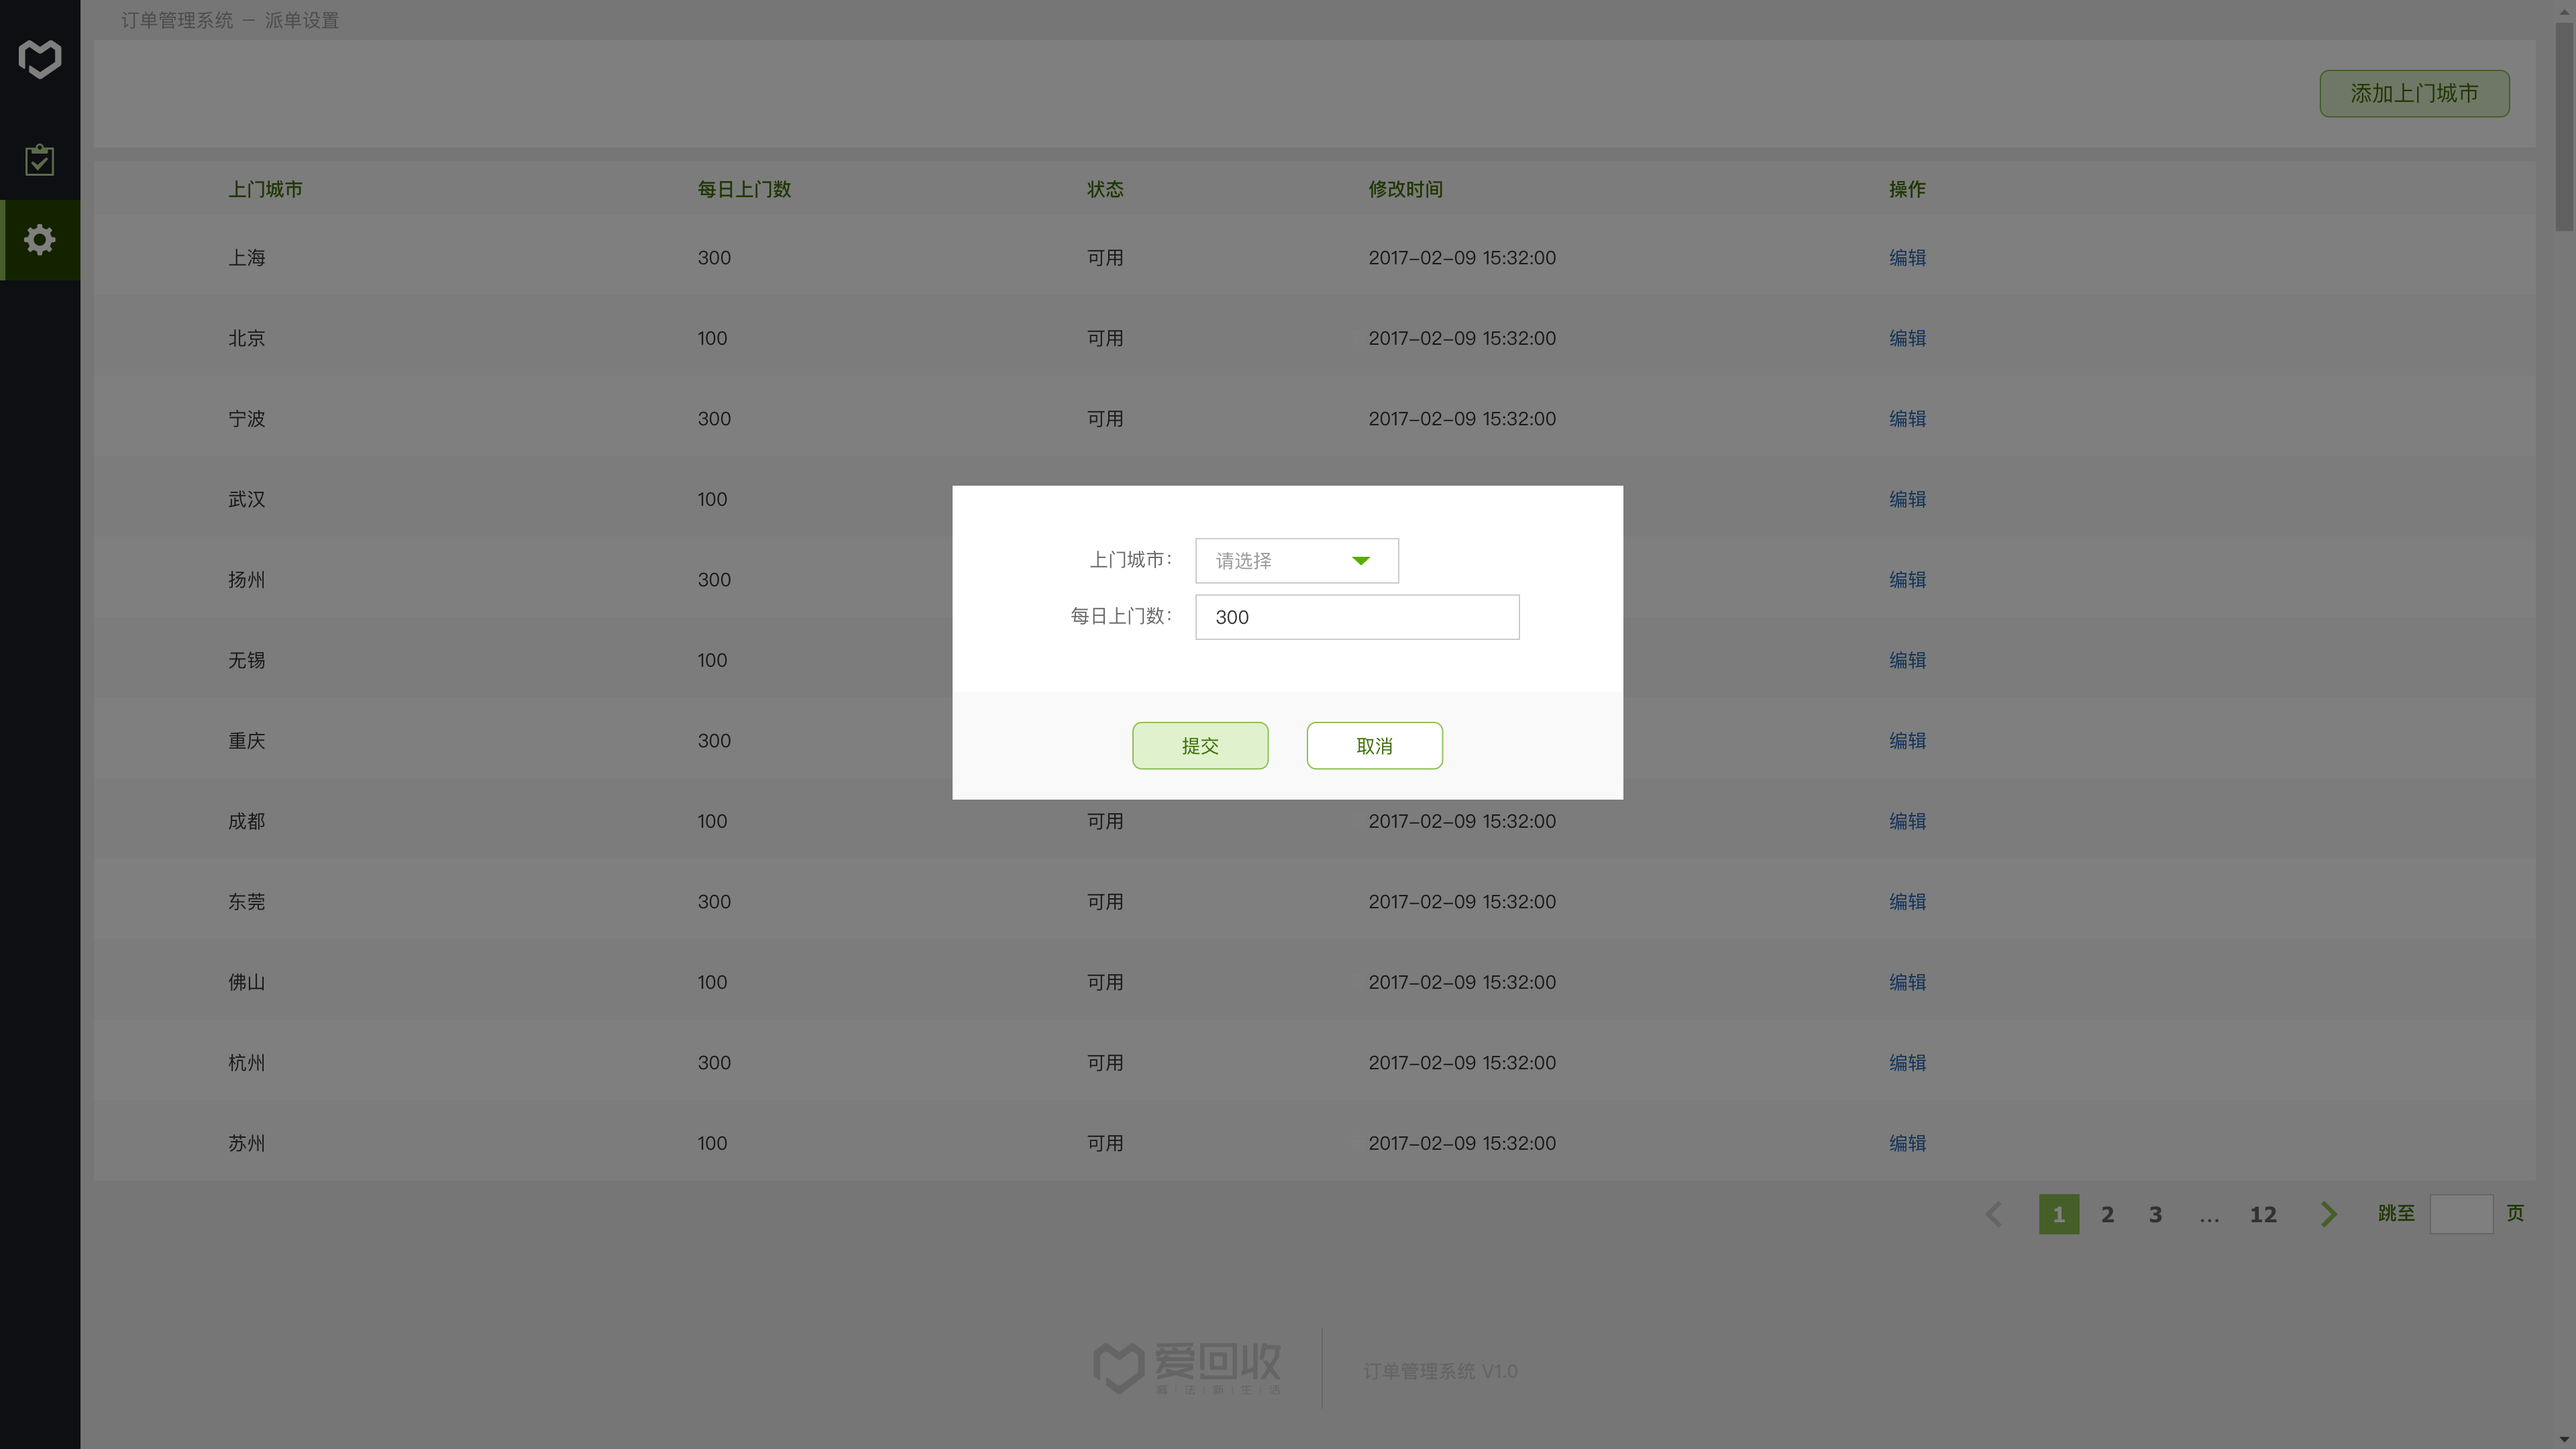 订单管理系统 － 派单设置
添加上门城市
上门城市 每日上门数 状态 修改时间 操作
上海 300 可用 2017-02-09 15:32:00 编辑
北京 100 可用 2017-02-09 15:32:00 编辑
宁波 300 可用 2017-02-09 15:32:00 编辑
武汉 100 编辑
扬州 300 编辑
无锡 100 编辑
重庆 300 编辑
上门城市： 请选择
每日上门数： 300
提交 取消
成都 100 可用 2017-02-09 15:32:00 编辑
东莞 300 可用 2017-02-09 15:32:00 编辑
佛山 100 可用 2017-02-09 15:32:00 编辑
杭州 300 可用 2017-02-09 15:32:00 编辑
苏州 100 可用 2017-02-09 15:32:00 编辑
1 2 3 ... 12 跳至 页
爱回收
订单管理系统 V1.0